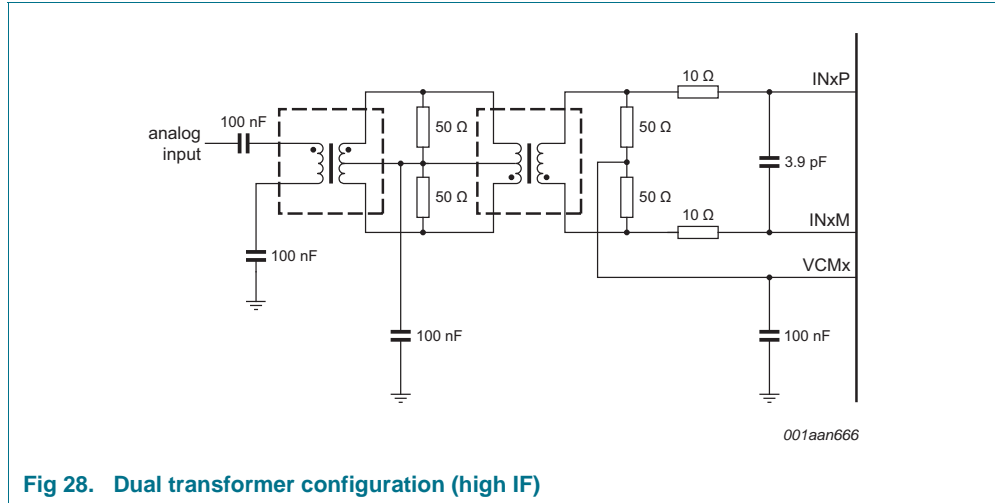 10 Ω
INxP
100 nF
analog
input
50 Ω
50 Ω
3.9 pF
50 Ω
50 Ω
10 Ω
INxM
100 nF
VCMx
100 nF
100 nF
001aan666
Fig 28. Dual transformer configuration (high IF)